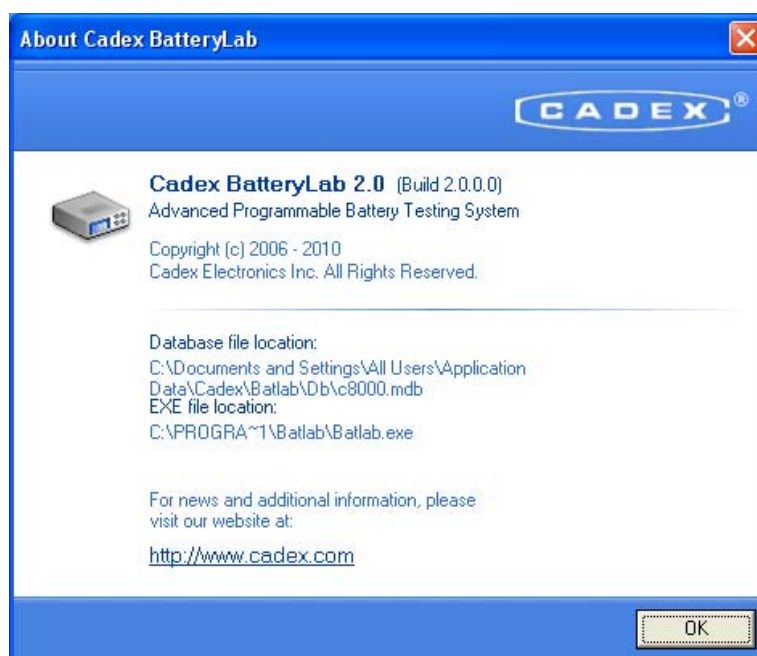 About Cadex BatteryLab
CADEX®
Cadex BatteryLab 2.0 (Build 2.0.0.0)
Advanced Programmable Battery Testing System
Copyright (c) 2006 - 2010
Cadex Electronics Inc. All Rights Reserved.
Database file location:
C:\Documents and Settings\All Users\Application
Data\Cadex\Batlab\Db\c8000.mdb
EXE file location:
C:\PROGRA~1\Batlab\Batlab.exe
For news and additional information, please
visit our website at:
http://www.cadex.com
OK